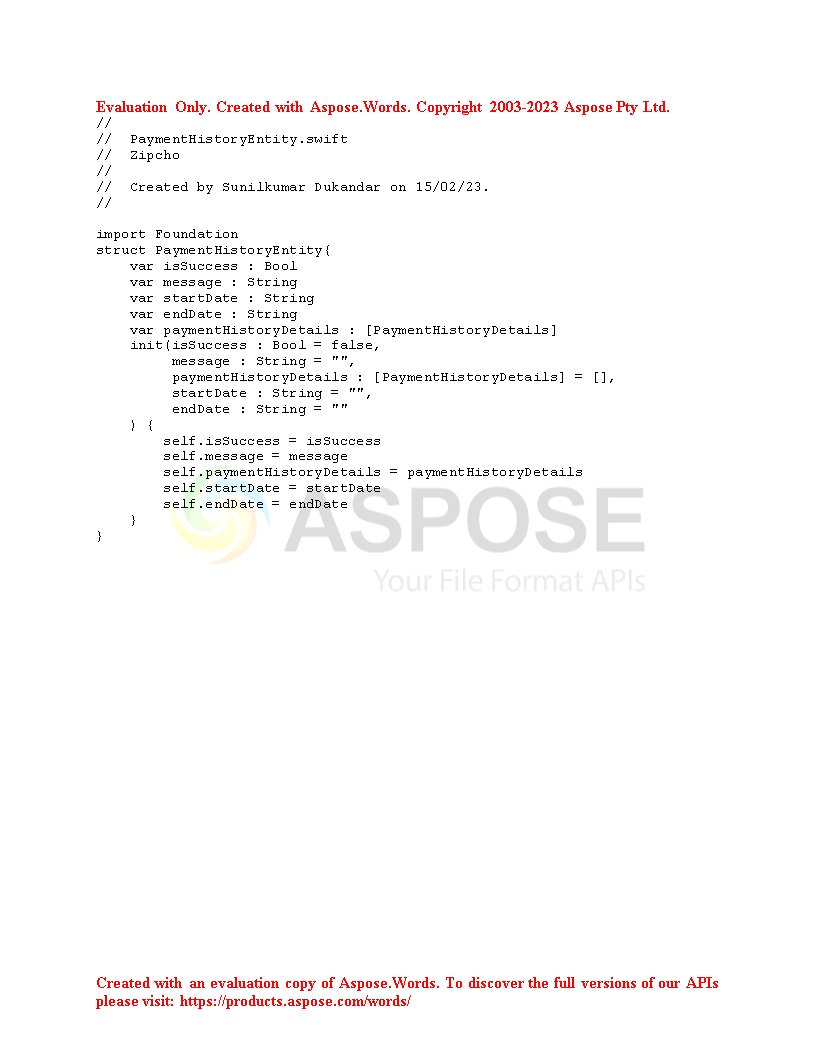 Evaluation Only. Created with Aspose.Words. Copyright 2003-2023 Aspose Pty Ltd.
//
//  PaymentHistoryEntity.swift
//  Zipcho
//
//  Created by Sunilkumar Dukandar on 15/02/23.
//

import Foundation
struct PaymentHistoryEntity{
    var isSuccess : Bool
    var message : String
    var startDate : String
    var endDate : String
    var paymentHistoryDetails : [PaymentHistoryDetails]
    init(isSuccess : Bool = false,
         message : String = "",
         paymentHistoryDetails : [PaymentHistoryDetails] = [],
         startDate : String = "",
         endDate : String = ""
    ) {
        self.isSuccess = isSuccess
        self.message = message
        self.paymentHistoryDetails = paymentHistoryDetails
        self.startDate = startDate
        self.endDate = endDate
    }
}
ASPOSE
Your File Format APIs
Created with an evaluation copy of Aspose.Words. To discover the full versions of our APIs
please visit: https://products.aspose.com/words/